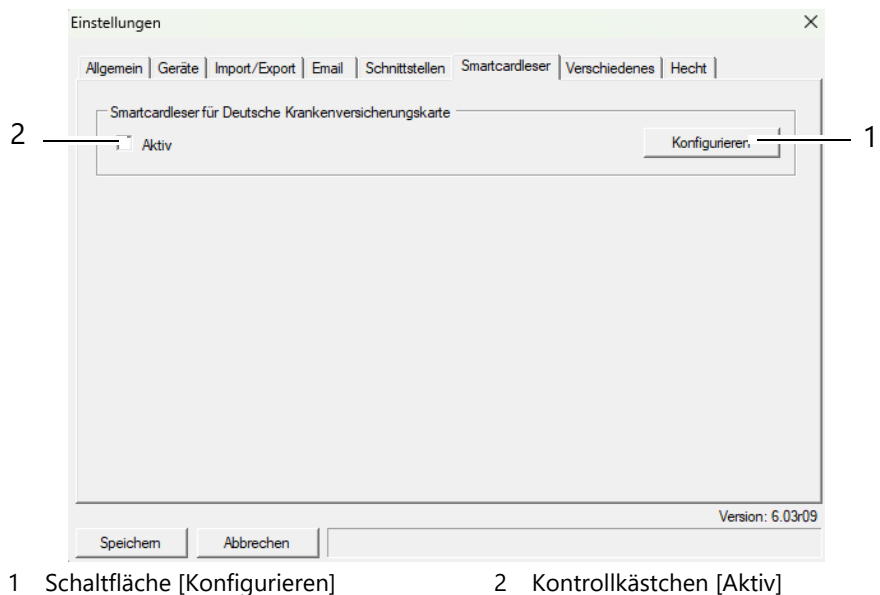 Einstellungen
Allgemein Geräte Import/Export Email Schnittstellen Smartcardleser Verschiedenes Hecht
Smartcardleser für Deutsche Krankenversicherungskarte
2 Aktiv Konfigurieren 1
Version: 6.03r09
Speichern Abbrechen
1 Schaltfläche [Konfigurieren] 2 Kontrollkästchen [Aktiv]